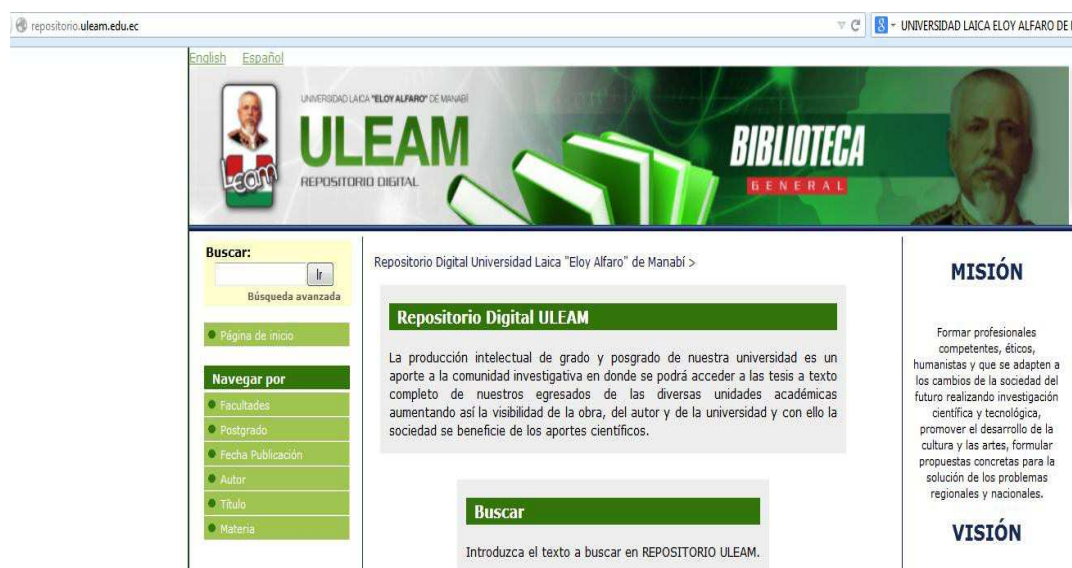 repositorio.uleam.edu.ec
UNIVERSIDAD LAICA ELOY ALFARO DE
English Español
UNIVERSIDAD LAICA "ELOY ALFARO" DE MANABÍ
ULEAM
REPOSITORIO DIGITAL
Leam
BIBLIOTECA
GENERAL
Buscar:
Ir
Búsqueda avanzada
Página de inicio
Navegar por
Facultades
Postgrado
Fecha Publicación
Autor
Título
Materia
Repositorio Digital Universidad Laica "Eloy Alfaro" de Manabí >
Repositorio Digital ULEAM
La producción intelectual de grado y posgrado de nuestra universidad es un
aporte a la comunidad investigativa en donde se podrá acceder a las tesis a texto
completo de nuestros egresados de las diversas unidades académicas
aumentando así la visibilidad de la obra, del autor y de la universidad y con ello la
sociedad se beneficie de los aportes científicos.
Buscar
Introduzca el texto a buscar en REPOSITORIO ULEAM.
MISIÓN
Formar profesionales
competentes, éticos,
humanistas y que se adapten a
los cambios de la sociedad del
futuro realizando investigación
científica y tecnológica,
promover el desarrollo de la
cultura y las artes, formular
propuestas concretas para la
solución de los problemas
regionales y nacionales.
VISIÓN